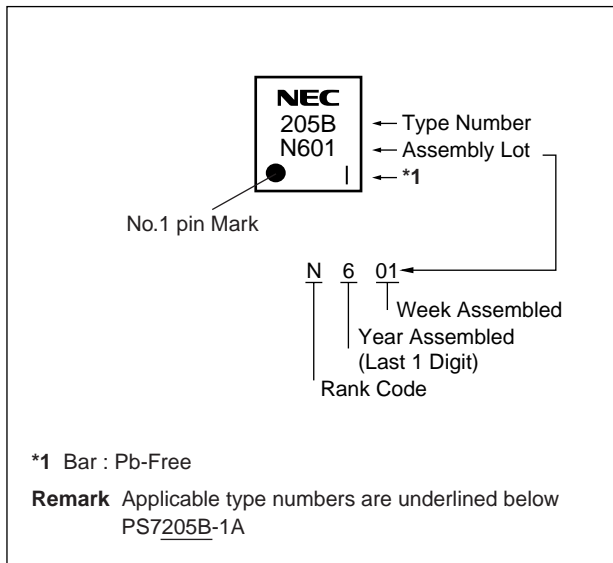 NEC
205B
Type Number
N601
Assembly Lot
*1
No.1 pin Mark
N 6 01
Week Assembled
Year Assembled
(Last 1 Digit)
Rank Code
*1 Bar : Pb-Free
Remark Applicable type numbers are underlined below
PS7205B-1A